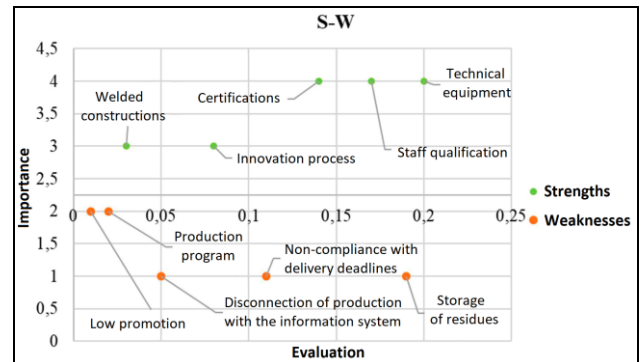 S-W
4,5
4
3,5
3
2,5
2
1,5
1
0,5
0
Importance
Welded
constructions
Certifications
Technical
equipment
Innovation process
Staff qualification
Strengths
Weaknesses
0
0,05
0,1
0,15
0,2
0,25
Production
program
Non-compliance with
delivery deadlines
Low promotion
Disconnection of production
with the information system
Storage
of residues
Evaluation